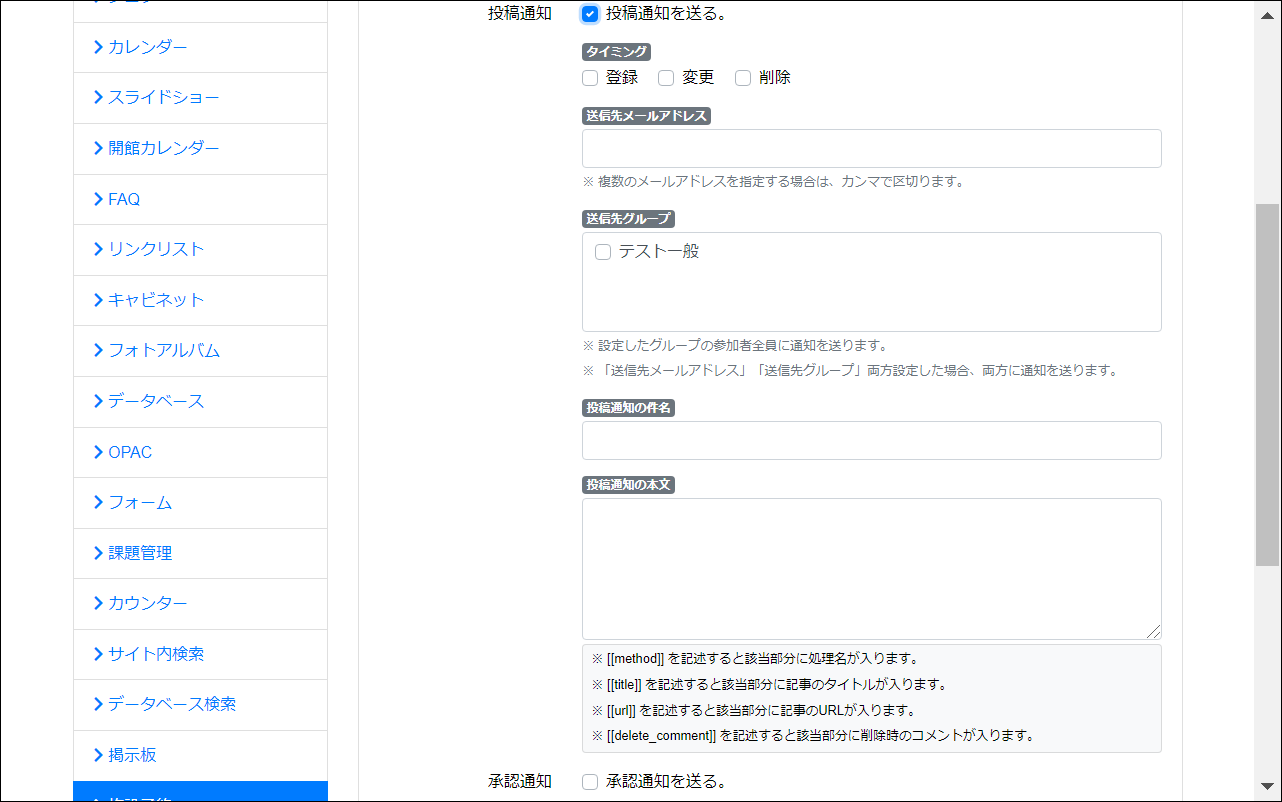 カレンダー
スライドショー
開館カレンダー
FAQ
リンクリスト
キャビネット
フォトアルバム
データベース
OPAC
フォーム
課題管理
カウンター
サイト内検索
データベース検索
掲示板
投稿通知
投稿通知を送る。
タイミング
登録 変更 削除
送信先メールアドレス
※ 複数のメールアドレスを指定する場合は、カンマで区切ります。
送信先グループ
テスト一般
※ 設定したグループの参加者全員に通知を送ります。
※ 「送信先メールアドレス」「送信先グループ」両方設定した場合、両方に通知を送ります。
投稿通知の件名
投稿通知の本文
※ [[method]] を記述すると該当部分に処理名が入ります。
※ [[title]] を記述すると該当部分に記事のタイトルが入ります。
※ [[url]] を記述すると該当部分に記事のURLが入ります。
※ [[delete_comment]] を記述すると該当部分に削除時のコメントが入ります。
承認通知
承認通知を送る。